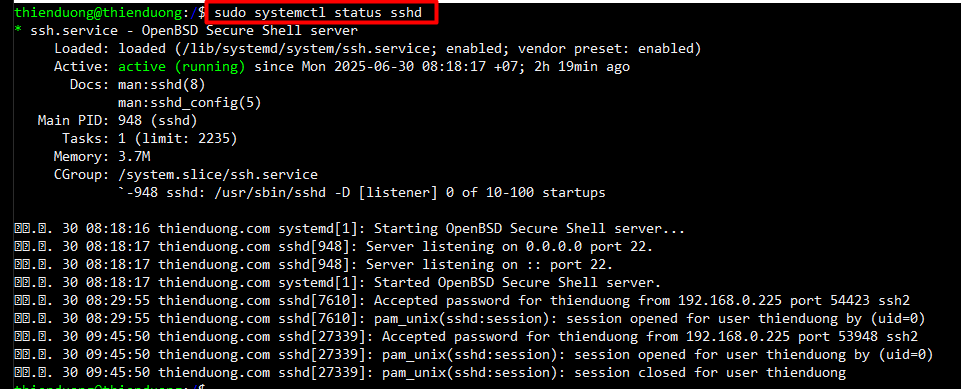 thienduong@thienduong:/$ sudo systemctl status sshd
* ssh.service - OpenBSD Secure Shell server
Loaded: loaded (/lib/systemd/system/ssh.service; enabled; vendor preset: enabled)
Active: active (running) since Mon 2025-06-30 08:18:17 +07; 2h 19min ago
Docs: man:sshd(8)
man:sshd_config(5)
Main PID: 948 (sshd)
Tasks: 1 (limit: 2235)
Memory: 3.7M
CGroup: /system.slice/ssh.service
`-948 sshd: /usr/sbin/sshd -D [listener] 0 of 10-100 startups
. . 30 08:18:16 thienduong.com systemd[1]: Starting OpenBSD Secure Shell server...
. . 30 08:18:17 thienduong.com sshd[948]: Server listening on 0.0.0.0 port 22.
. . 30 08:18:17 thienduong.com sshd[948]: Server listening on :: port 22.
. . 30 08:18:17 thienduong.com systemd[1]: Started OpenBSD Secure Shell server.
. . 30 08:29:55 thienduong.com sshd[7610]: Accepted password for thienduong from 192.168.0.225 port 54423 ssh2
. . 30 08:29:55 thienduong.com sshd[7610]: pam_unix(sshd:session): session opened for user thienduong by (uid=0)
. . 30 09:45:50 thienduong.com sshd[27339]: Accepted password for thienduong from 192.168.0.225 port 53948 ssh2
. . 30 09:45:50 thienduong.com sshd[27339]: pam_unix(sshd:session): session opened for user thienduong by (uid=0)
. . 30 09:45:50 thienduong.com sshd[27339]: pam_unix(sshd:session): session closed for user thienduong